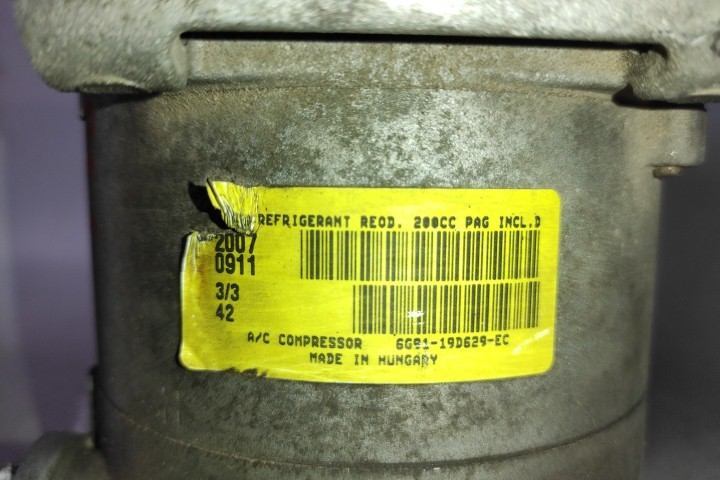 REFRIGERANT REQD. 200CC PAG INCL.D
2007
0911
3/3
42
A/C COMPRESSOR 6G91-19D629-EC
MADE IN HUNGARY